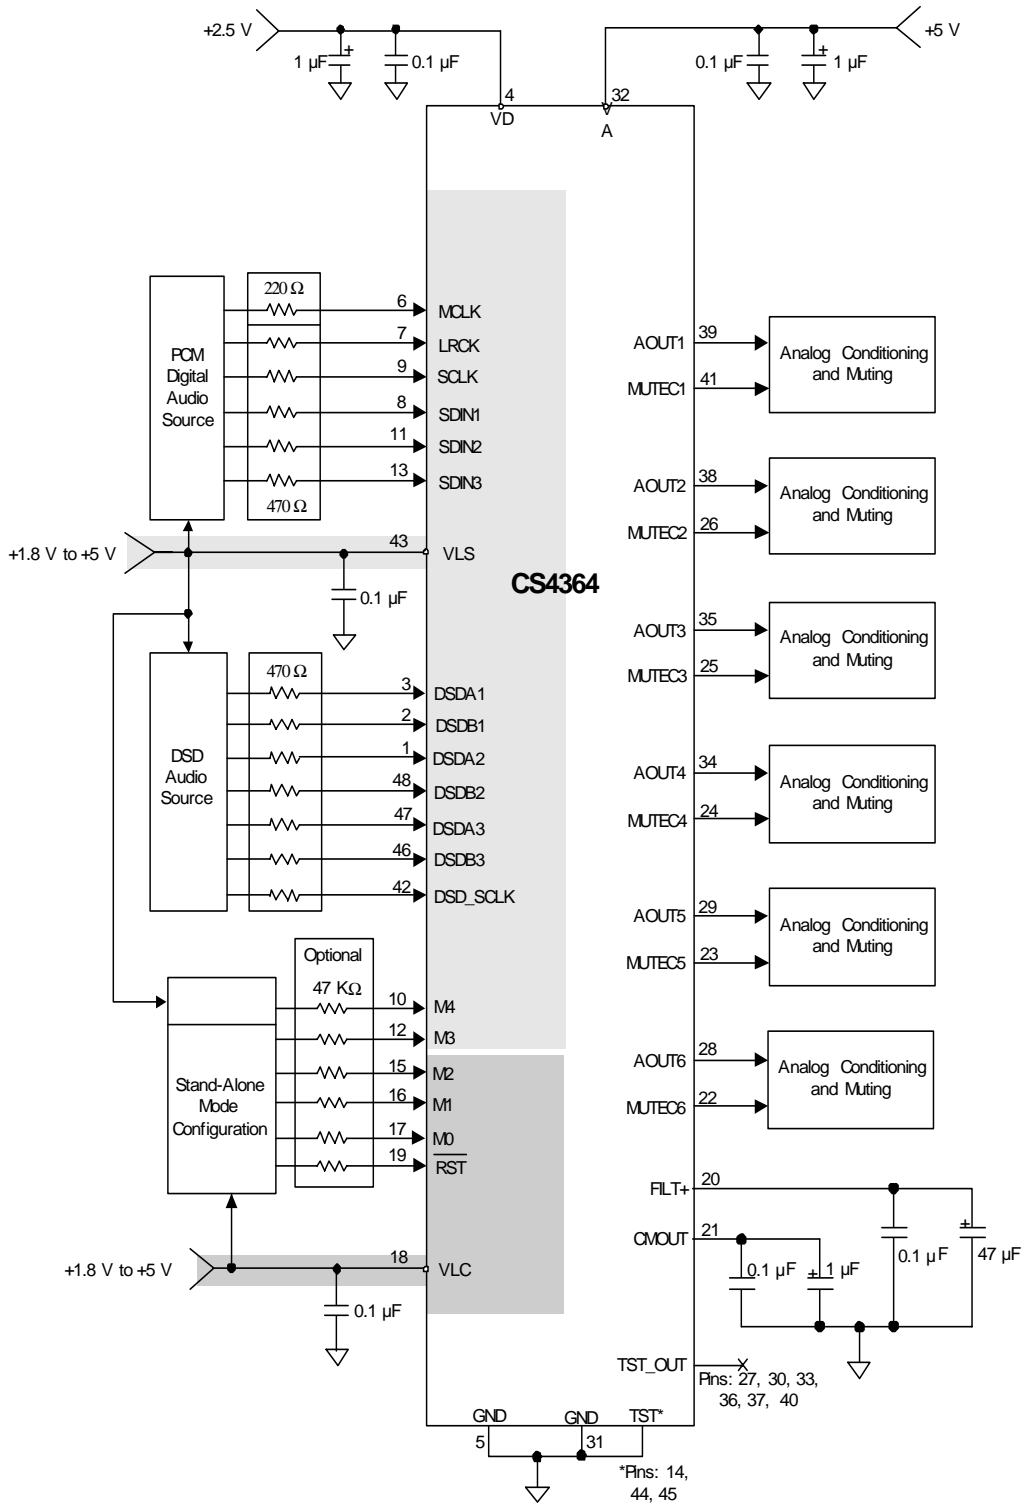 +2.5 V
1 µF
+
0.1 µF
0.1 µF
+
1 µF
+5 V
4
VD
32
V
A
PCM
Digital
Audio
Source
220 Ω
470 Ω
6
MCLK
7
LRCK
9
SCLK
8
SDIN1
11
SDIN2
13
SDIN3
+1.8 V to +5 V
43
VLS
0.1 µF
CS4364
DSD
Audio
Source
470 Ω
3
DSDA1
2
DSDB1
1
DSDA2
48
DSDB2
47
DSDA3
46
DSDB3
42
DSD_SCLK
Optional
47 KΩ
Stand-Alone
Mode
Configuration
10
M4
12
M3
15
M2
16
M1
17
M0
19
RST
+1.8 V to +5 V
18
VLC
0.1 µF
AOUT1
39
MUTEC1
41
Analog Conditioning
and Muting
AOUT2
38
MUTEC2
26
Analog Conditioning
and Muting
AOUT3
35
MUTEC3
25
Analog Conditioning
and Muting
AOUT4
34
MUTEC4
24
Analog Conditioning
and Muting
AOUT5
29
MUTEC5
23
Analog Conditioning
and Muting
AOUT6
28
MUTEC6
22
Analog Conditioning
and Muting
FILT+
20
CMOUT
21
0.1 µF
+
1 µF
0.1 µF
+
47 µF
TST_OUT
Pins: 27, 30, 33,
36, 37, 40
GND
5
GND
31
TST*
*Pins: 14,
44, 45